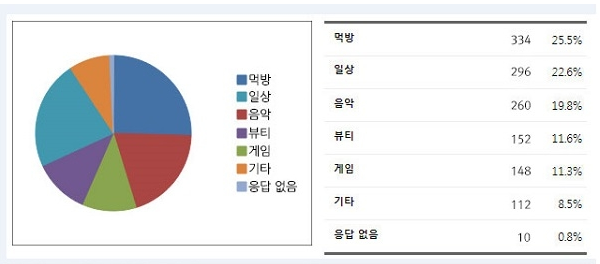 먹방
일상
음악
뷰티
게임
기타
응답 없음
먹방 334 25.5%
일상 296 22.6%
음악 260 19.8%
뷰티 152 11.6%
게임 148 11.3%
기타 112 8.5%
응답 없음 10 0.8%